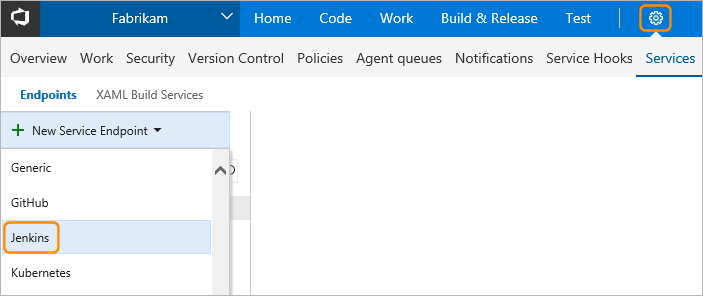 Fabrikam Home Code Work Build & Release Test
Overview Work Security Version Control Policies Agent queues Notifications Service Hooks Services
Endpoints XAML Build Services
+ New Service Endpoint
Generic
GitHub
Jenkins
Kubernetes